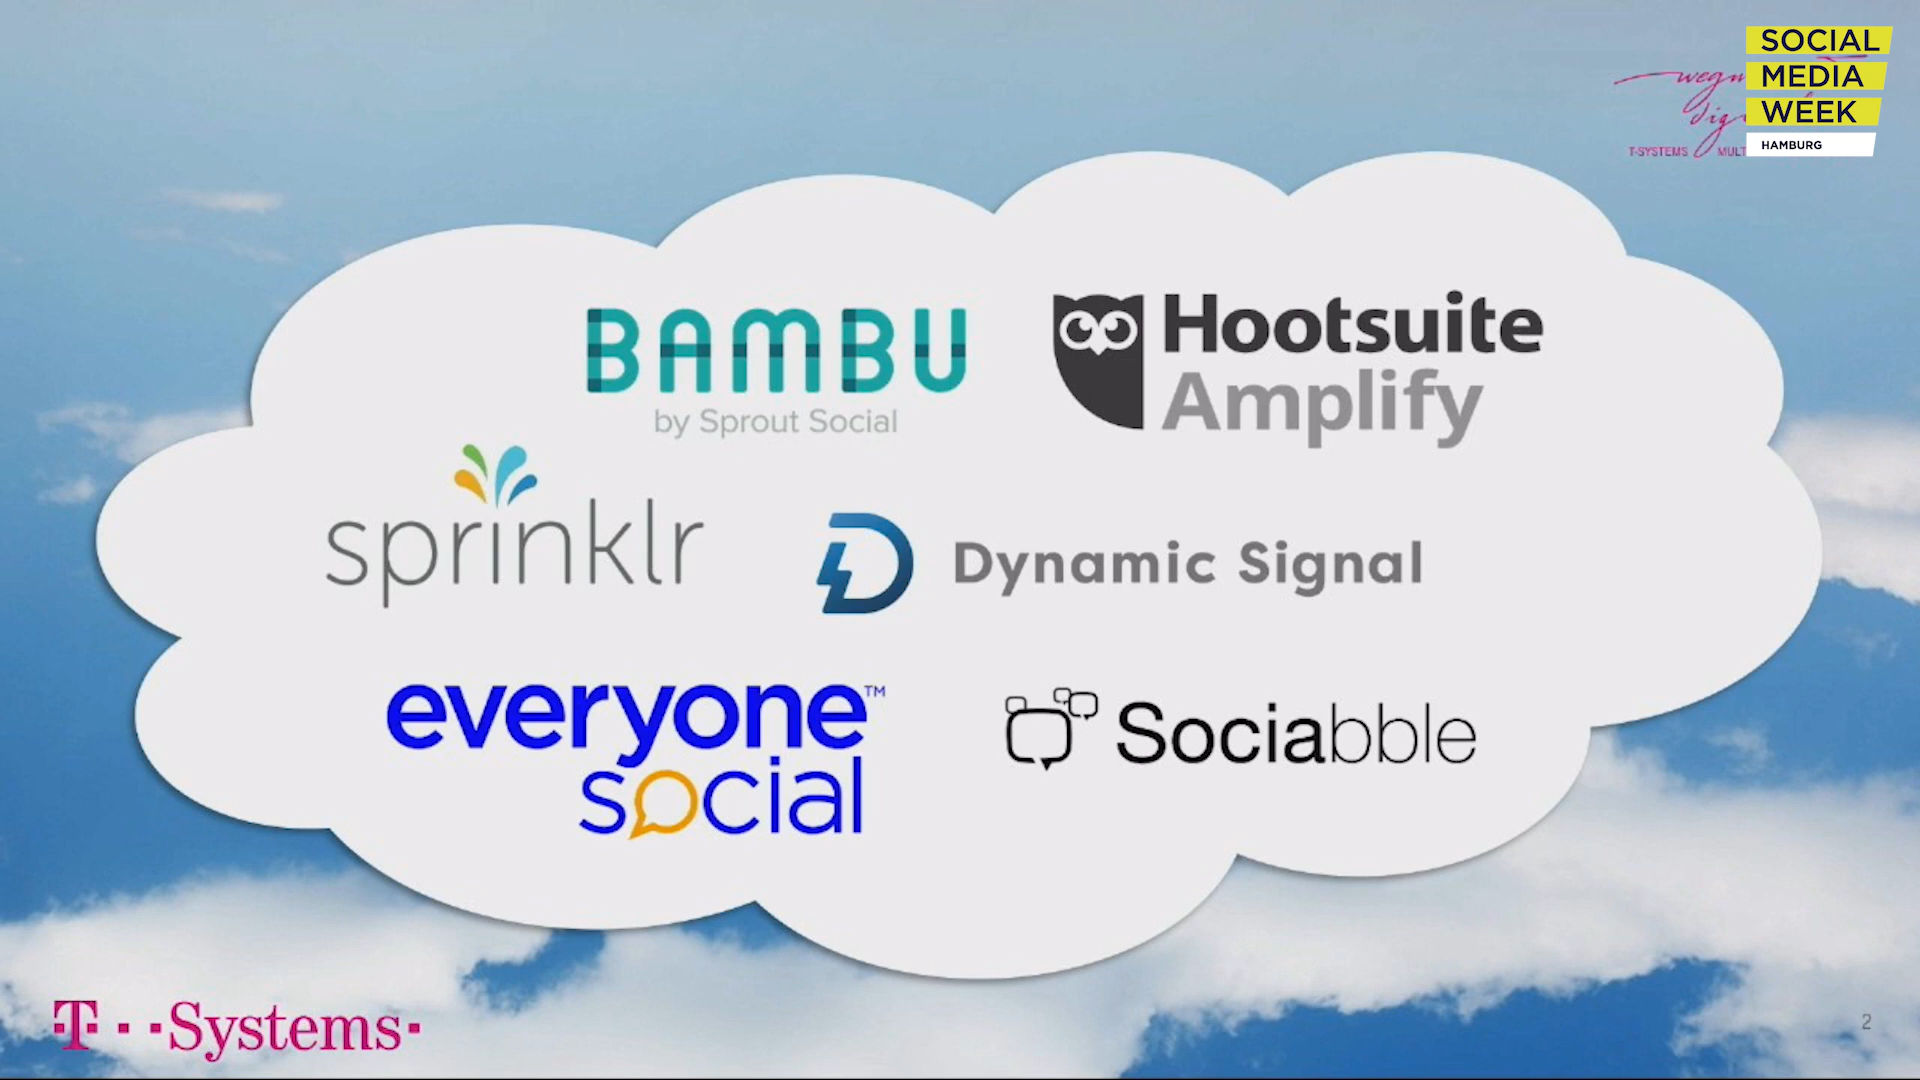 SOCIAL
MEDIA
WEEK
HAMBURG
T-SYSTEMS
BAMBU
by Sprout Social
Hootsuite
Amplify
sprinklr
Dynamic Signal
everyone™
social
Sociabble
T··Systems·
2